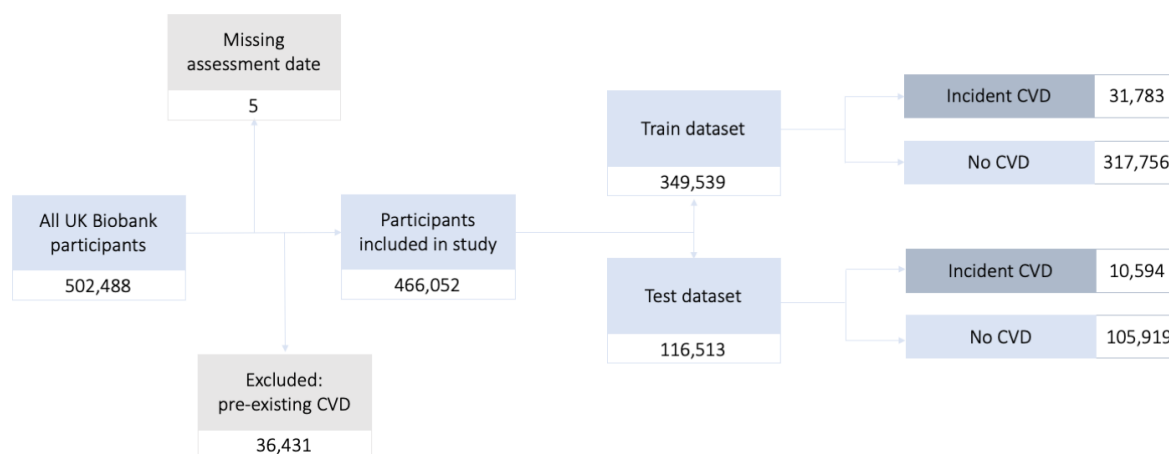 Missing
assessment date
5
All UK Biobank
participants
502,488
Participants
included in study
466,052
Excluded:
pre-existing CVD
36,431
Train dataset
349,539
Test dataset
116,513
Incident CVD
31,783
No CVD
317,756
Incident CVD
10,594
No CVD
105,919